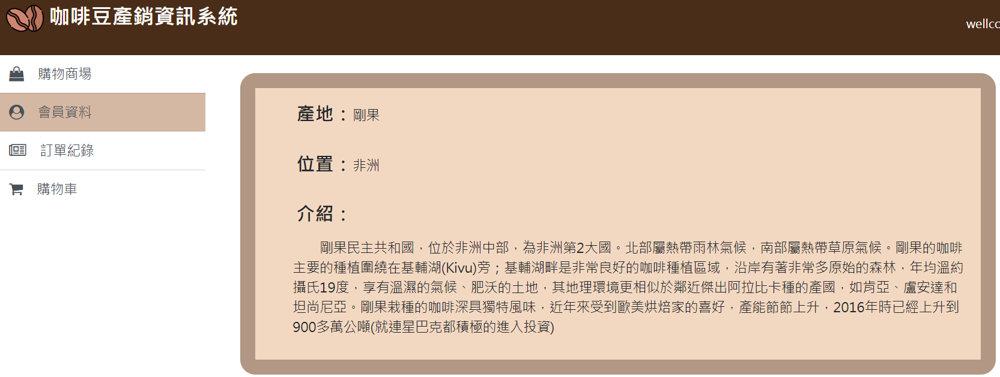 咖啡豆產銷資訊系統
wellco
購物商場
會員資料
訂單紀錄
購物車
產地：剛果
位置：非洲
介紹：
剛果民主共和國，位於非洲中部，為非洲第2大國。北部屬熱帶雨林氣候，南部屬熱帶草原氣候。剛果的咖啡
主要的種植圍繞在基輔湖(Kivu)旁；基輔湖畔是非常良好的咖啡種植區域，沿岸有著非常多原始的森林，年均溫約
攝氏19度，享有溫濕的氣候、肥沃的土地，其地理環境更相似於鄰近傑出阿拉比卡種的產國，如肯亞、盧安達和
坦尚尼亞。剛果栽種的咖啡深具獨特風味，近年來受到歐美烘焙家的喜好，產能節節上升，2016年時已經上升到
900多萬公噸(就連星巴克都積極的進入投資)